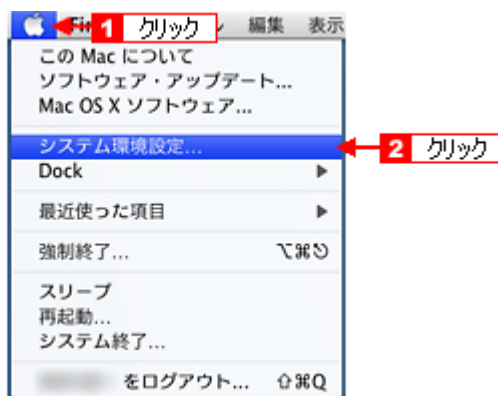 1 クリック 編集 表示
この Mac について
ソフトウェア・アップデート...
Mac OS X ソフトウェア...
システム環境設定...
2 クリック
Dock ▶
最近使った項目 ▶
強制終了... ⌥⌘⎋
スリープ
再起動...
システム終了...
をログアウト... ⇧⌘Q